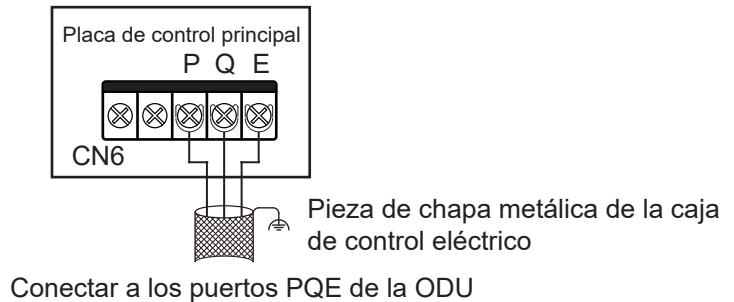 Placa de control principal
P Q E
CN6
Pieza de chapa metálica de la caja
de control eléctrico
Conectar a los puertos PQE de la ODU